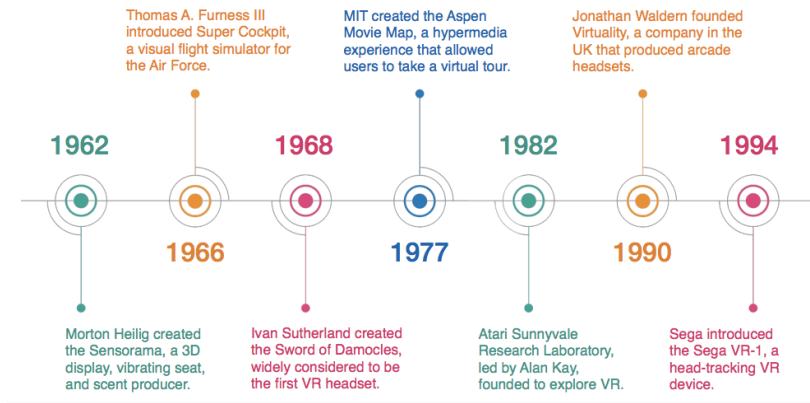 Thomas A. Furness III
introduced Super Cockpit,
a visual flight simulator for
the Air Force.
MIT created the Aspen
Movie Map, a hypermedia
experience that allowed
users to take a virtual tour.
Jonathan Waldern founded
Virtuality, a company in the
UK that produced arcade
headsets.
1962
1968
1982
1994
1966
1977
1990
Morton Heilig created
the Sensorama, a 3D
display, vibrating seat,
and scent producer.
Ivan Sutherland created
the Sword of Damocles,
widely considered to be
the first VR headset.
Atari Sunnyvale
Research Laboratory,
led by Alan Kay,
founded to explore VR.
Sega introduced
the Sega VR-1, a
head-tracking VR
device.